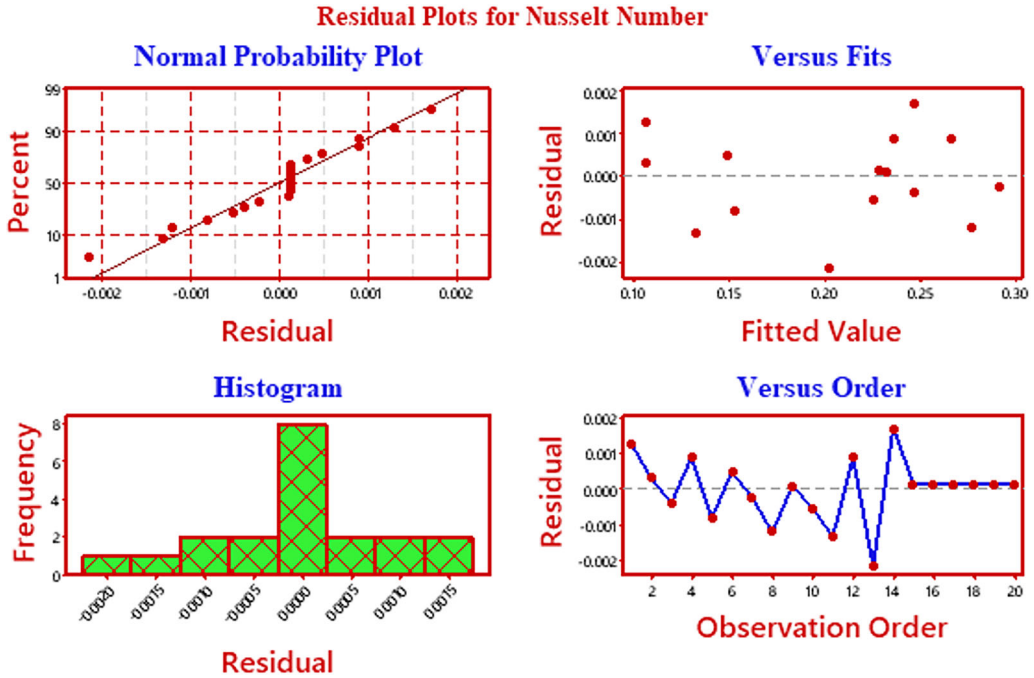 Residual Plots for Nusselt Number
Normal Probability Plot
Percent
99
90
50
10
1
-0.002 -0.001 0.000 0.001 0.002
Residual
Versus Fits
Residual
0.002
0.001
0.000
-0.001
-0.002
0.10 0.15 0.20 0.25 0.30
Fitted Value
Histogram
Frequency
8
6
4
2
0
-0.0020 -0.0015 -0.0010 -0.0005 0.0000 0.0005 0.0010 0.0015
Residual
Versus Order
Residual
0.002
0.001
0.000
-0.001
-0.002
2 4 6 8 10 12 14 16 18 20
Observation Order